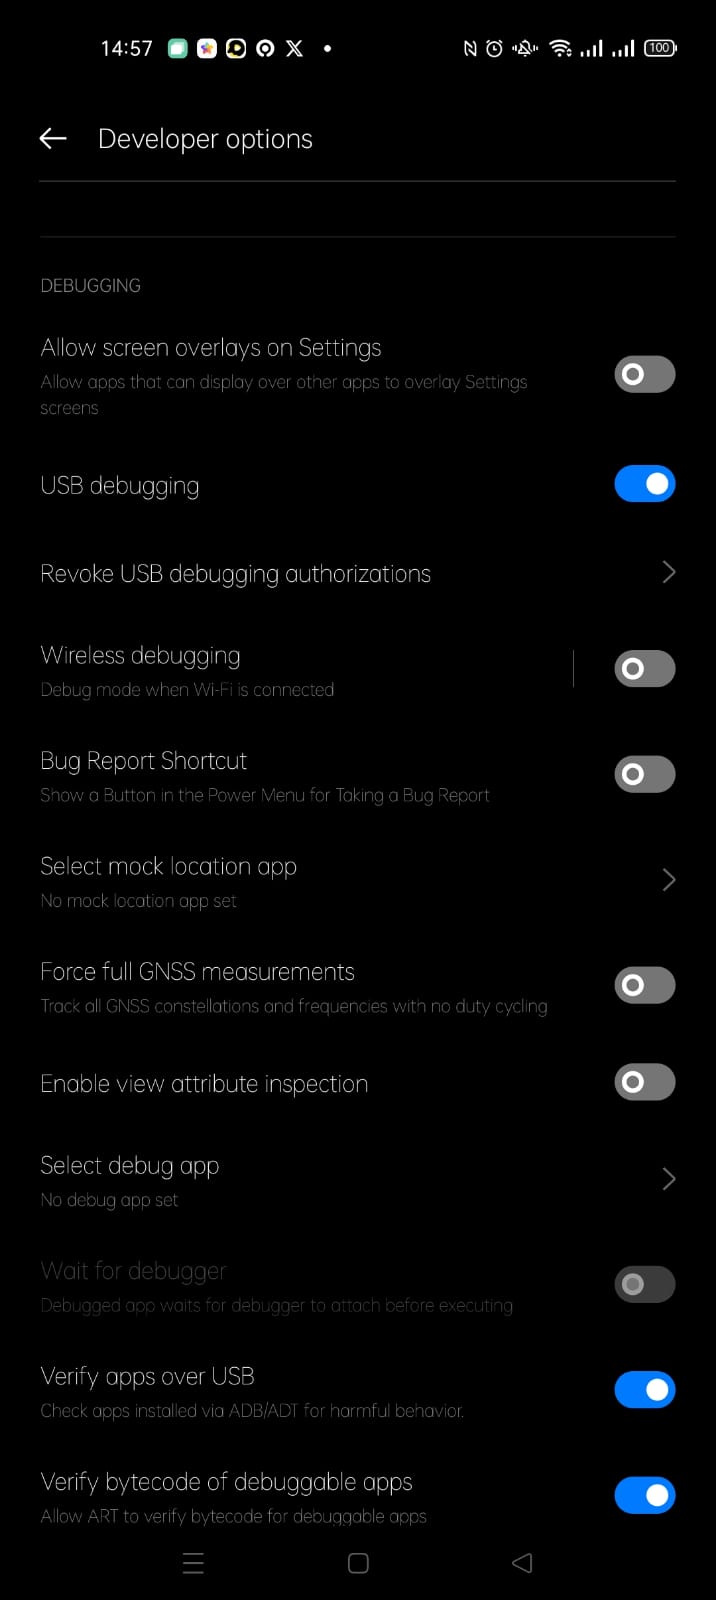 14:57
100
Developer options
DEBUGGING
Allow screen overlays on Settings
Allow apps that can display over other apps to overlay Settings
screens
USB debugging
Revoke USB debugging authorizations
Wireless debugging
Debug mode when Wi-Fi is connected
Bug Report Shortcut
Show a Button in the Power Menu for Taking a Bug Report
Select mock location app
No mock location app set
Force full GNSS measurements
Track all GNSS constellations and frequencies with no duty cycling
Enable view attribute inspection
Select debug app
No debug app set
Wait for debugger
Debugged app waits for debugger to attach before executing
Verify apps over USB
Check apps installed via ADB/ADT for harmful behavior.
Verify bytecode of debuggable apps
Allow ART to verify bytecode for debuggable apps